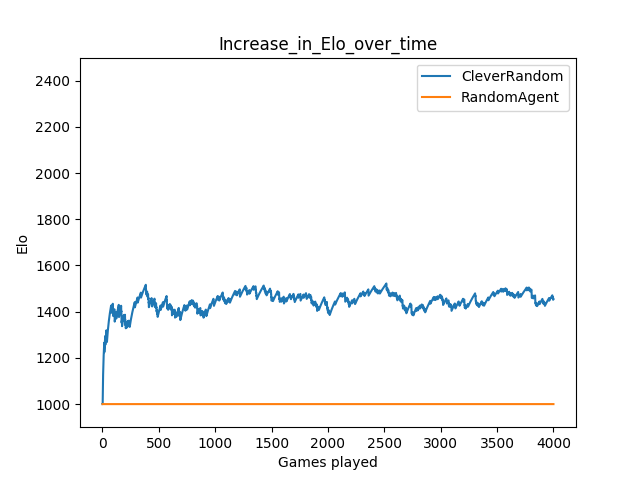 Increase_in_Elo_over_time
CleverRandom
RandomAgent
2400
2200
2000
1800
1600
1400
1200
1000
Elo
0 500 1000 1500 2000 2500 3000 3500 4000
Games played